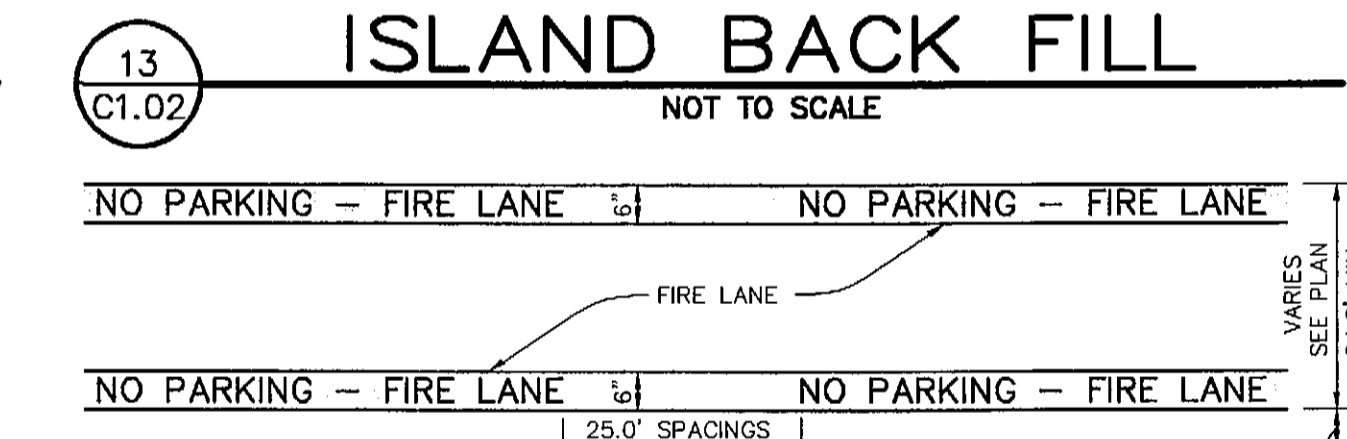 13
C1.02
ISLAND BACK FILL
NOT TO SCALE
NO PARKING – FIRE LANE 6" NO PARKING – FIRE LANE
FIRE LANE
VARIES
SEE PLAN
NO PARKING – FIRE LANE 6" NO PARKING – FIRE LANE
25.0' SPACINGS